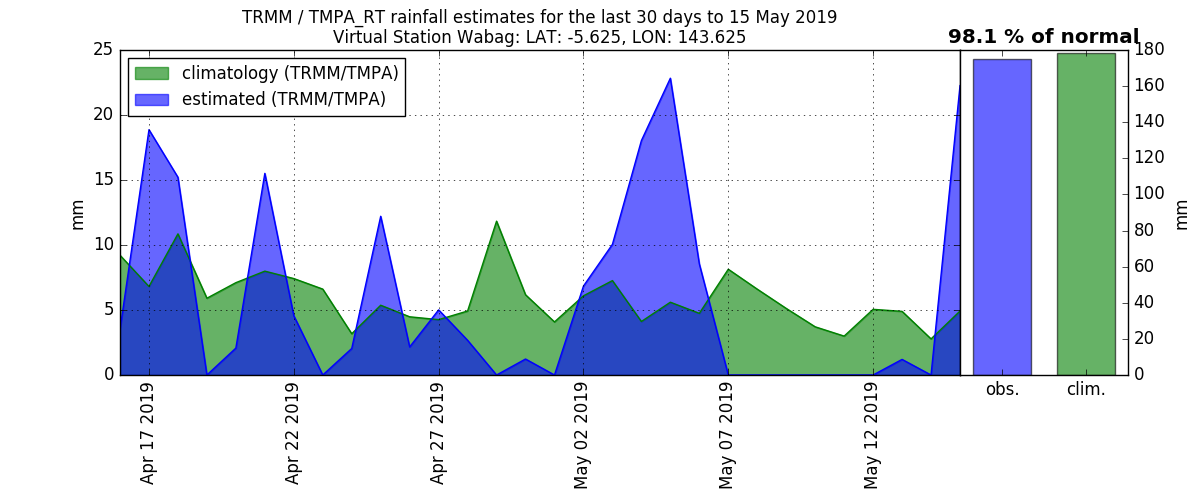 TRMM / TMPA_RT rainfall estimates for the last 30 days to 15 May 2019
Virtual Station Wabag: LAT: -5.625, LON: 143.625
98.1 % of normal
climatology (TRMM/TMPA)
estimated (TRMM/TMPA)
25
20
15
10
5
0
mm
Apr 17 2019
Apr 22 2019
Apr 27 2019
May 02 2019
May 07 2019
May 12 2019
obs.
clim.
180
160
140
120
100
80
60
40
20
0
mm